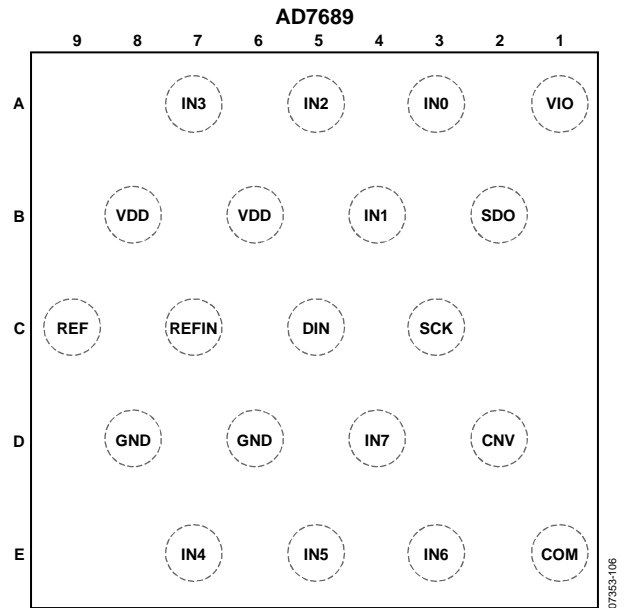 AD7689
9 8 7 6 5 4 3 2 1
A IN3 IN2 IN0 VIO
B VDD VDD IN1 SDO
C REF REFIN DIN SCK
D GND GND IN7 CNV
E IN4 IN5 IN6 COM
07353-106